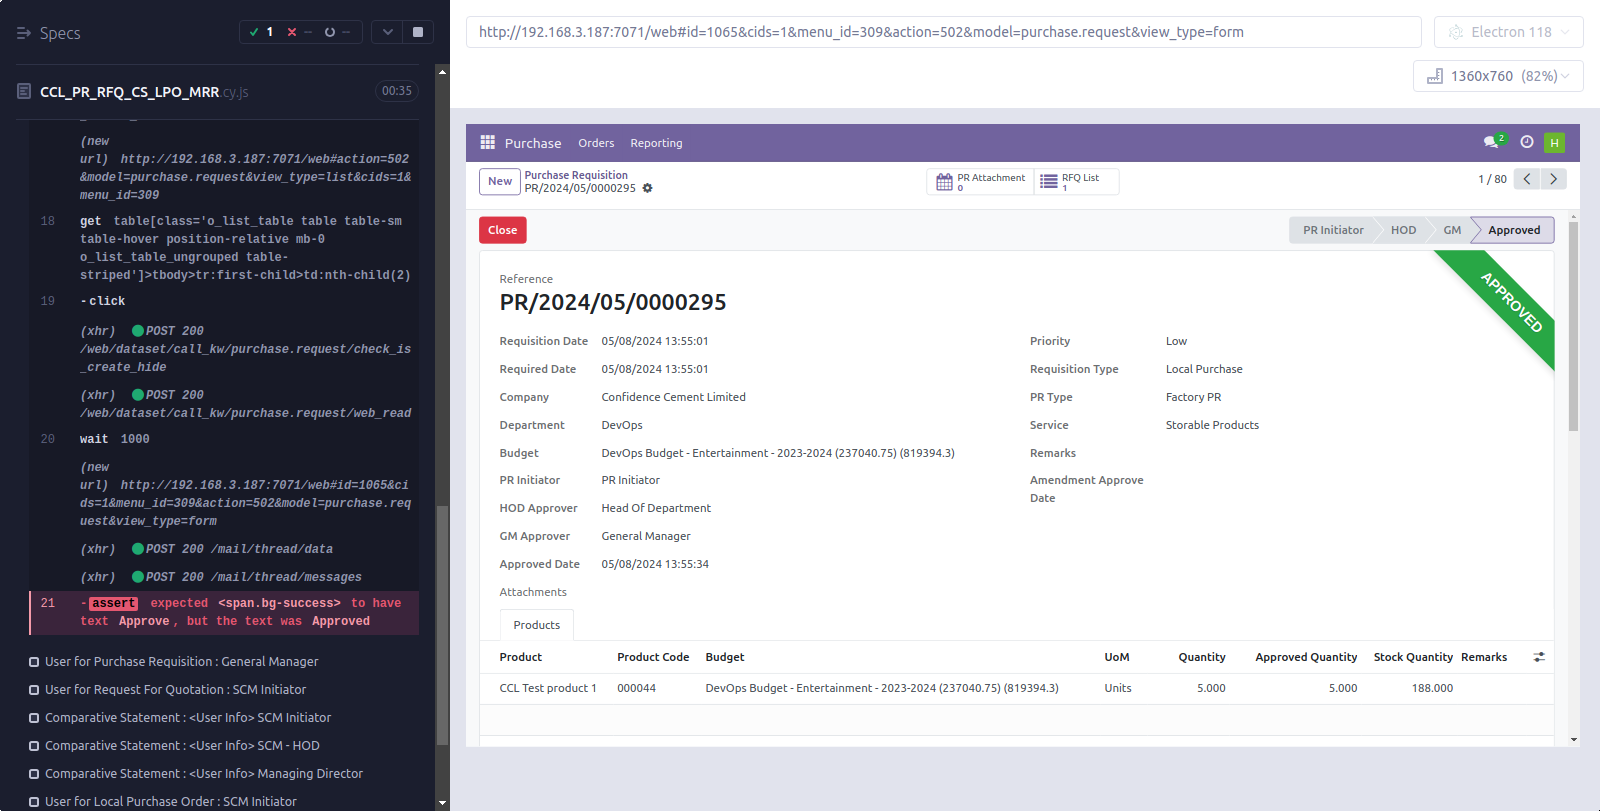 Specs
1
--
--
CCL_PR_RFQ_CS_LPO_MRR.cy.js
00:35
(new
url) http://192.168.3.187:7071/web#action=502
&model=purchase.request&view_type=list&cids=1&
menu_id=309
18 get table[class='o_list_table table table-sm
table-hover position-relative mb-0
o_list_table_ungrouped table-
striped']>tbody>tr:first-child>td:nth-child(2)
19 -click
(xhr) POST 200
/web/dataset/call_kw/purchase.request/check_is
_create_hide
(xhr) POST 200
/web/dataset/call_kw/purchase.request/web_read
20 wait 1000
(new
url) http://192.168.3.187:7071/web#id=1065&ci
ds=1&menu_id=309&action=502&model=purchase.req
uest&view_type=form
(xhr) POST 200 /mail/thread/data
(xhr) POST 200 /mail/thread/messages
21 -assert expected <span.bg-success> to have
text Approve, but the text was Approved
User for Purchase Requisition : General Manager
User for Request For Quotation : SCM Initiator
Comparative Statement : <User Info> SCM Initiator
Comparative Statement : <User Info> SCM - HOD
Comparative Statement : <User Info> Managing Director
User for Local Purchase Order : SCM Initiator
http://192.168.3.187:7071/web#id=1065&cids=1&menu_id=309&action=502&model=purchase.request&view_type=form
Electron 118
1360x760 (82%)
Purchase Orders Reporting
2
H
New
Purchase Requisition
PR/2024/05/0000295
PR Attachment
0
RFQ List
1
1 / 80
Close
PR Initiator HOD GM Approved
APPROVED
Reference
PR/2024/05/0000295
Requisition Date 05/08/2024 13:55:01
Required Date 05/08/2024 13:55:01
Company Confidence Cement Limited
Department DevOps
Budget DevOps Budget - Entertainment - 2023-2024 (237040.75) (819394.3)
PR Initiator PR Initiator
HOD Approver Head Of Department
GM Approver General Manager
Approved Date 05/08/2024 13:55:34
Attachments
Priority Low
Requisition Type Local Purchase
PR Type Factory PR
Service Storable Products
Remarks
Amendment Approve
Date
Products
Product Product Code Budget UoM Quantity Approved Quantity Stock Quantity Remarks
CCL Test product 1 000044 DevOps Budget - Entertainment - 2023-2024 (237040.75) (819394.3) Units 5.000 5.000 188.000